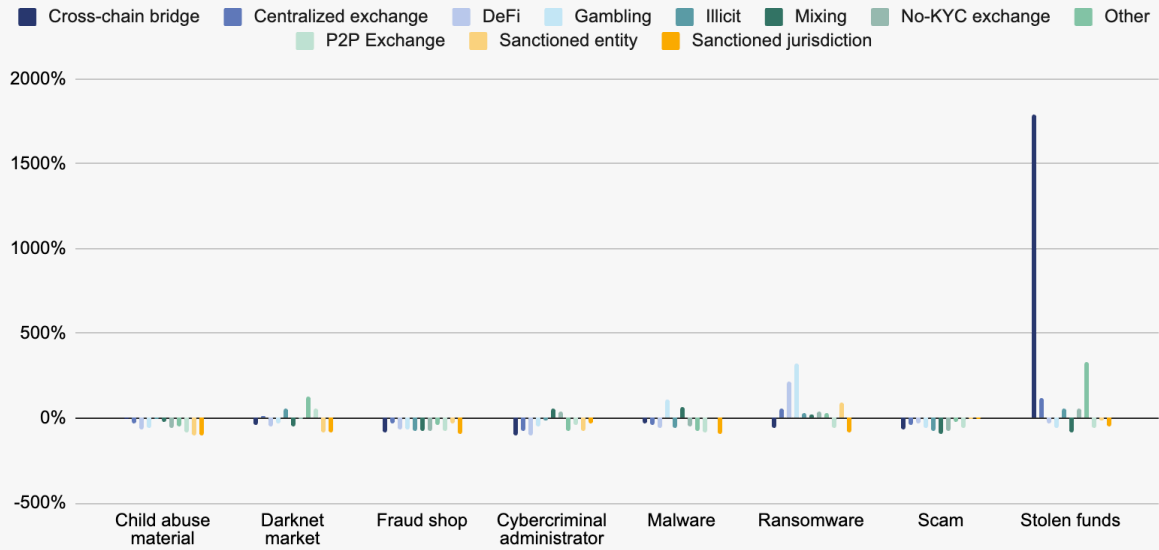 Cross-chain bridge Centralized exchange DeFi Gambling Illicit Mixing No-KYC exchange Other
P2P Exchange Sanctioned entity Sanctioned jurisdiction
2000%
1500%
1000%
500%
0%
-500%
Child abuse material
Darknet market
Fraud shop
Cybercriminal administrator
Malware
Ransomware
Scam
Stolen funds